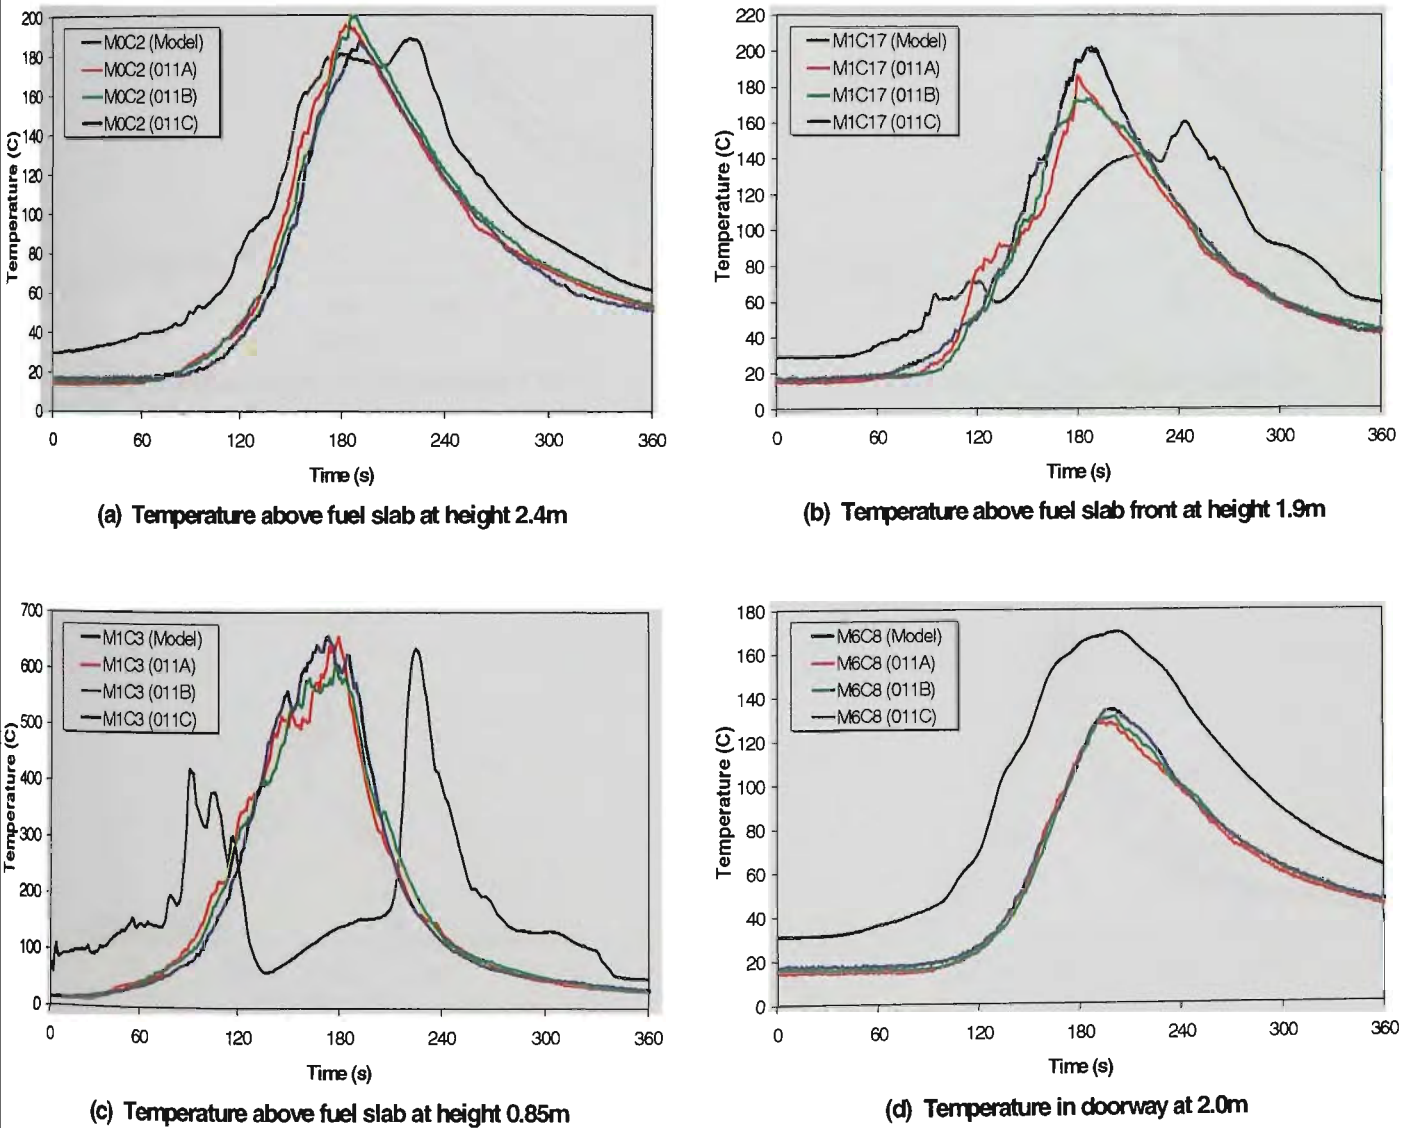 200
180
160
140
120
100
80
60
40
20
0
M0C2 (Model)
M0C2 (011A)
M0C2 (011B)
M0C2 (011C)
Temperature (C)
0 60 120 180 240 300 360
Time (s)
(a) Temperature above fuel slab at height 2.4m
220
200
180
160
140
120
100
80
60
40
20
0
M1C17 (Model)
M1C17 (011A)
M1C17 (011B)
M1C17 (011C)
Temperature (C)
0 60 120 180 240 300 360
Time (s)
(b) Temperature above fuel slab front at height 1.9m
700
600
500
400
300
200
100
0
M1C3 (Model)
M1C3 (011A)
M1C3 (011B)
M1C3 (011C)
Temperature (C)
0 60 120 180 240 300 360
Time (s)
(c) Temperature above fuel slab at height 0.85m
180
160
140
120
100
80
60
40
20
0
M6C8 (Model)
M6C8 (011A)
M6C8 (011B)
M6C8 (011C)
Temperature (C)
0 60 120 180 240 300 360
Time (s)
(d) Temperature in doorway at 2.0m